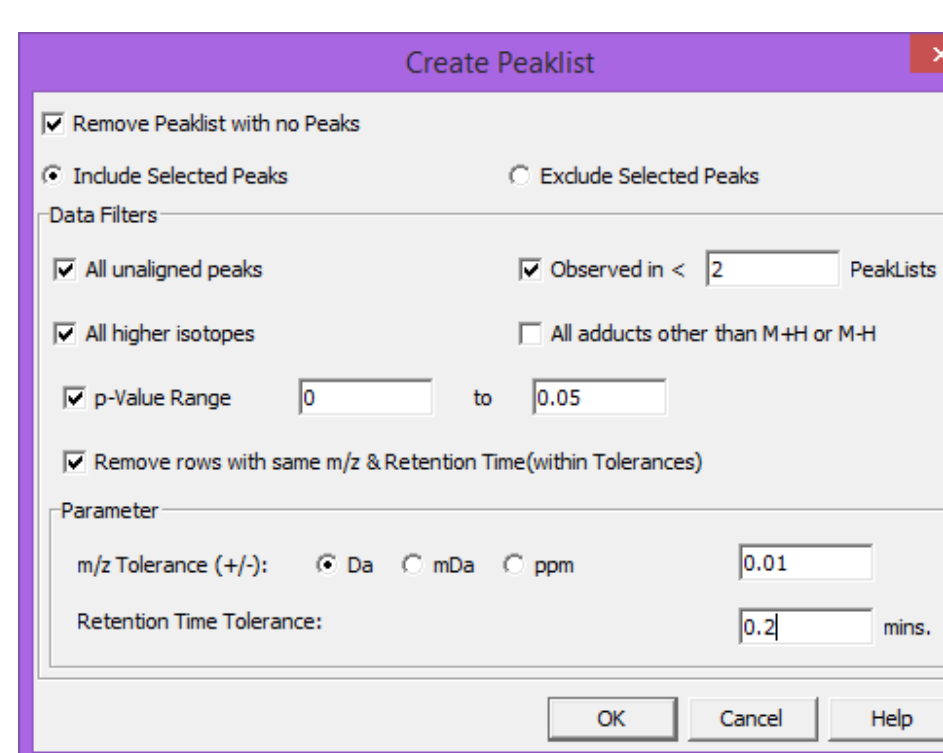 Create Peaklist
Remove Peaklist with no Peaks
Include Selected Peaks Exclude Selected Peaks
Data Filters
All unaligned peaks Observed in < 2 PeakLists
All higher isotopes All adducts other than M+H or M-H
p-Value Range 0 to 0.05
Remove rows with same m/z & Retention Time(within Tolerances)
Parameter
m/z Tolerance (+/-): Da mDa ppm 0.01
Retention Time Tolerance: 0.2 mins.
OK Cancel Help